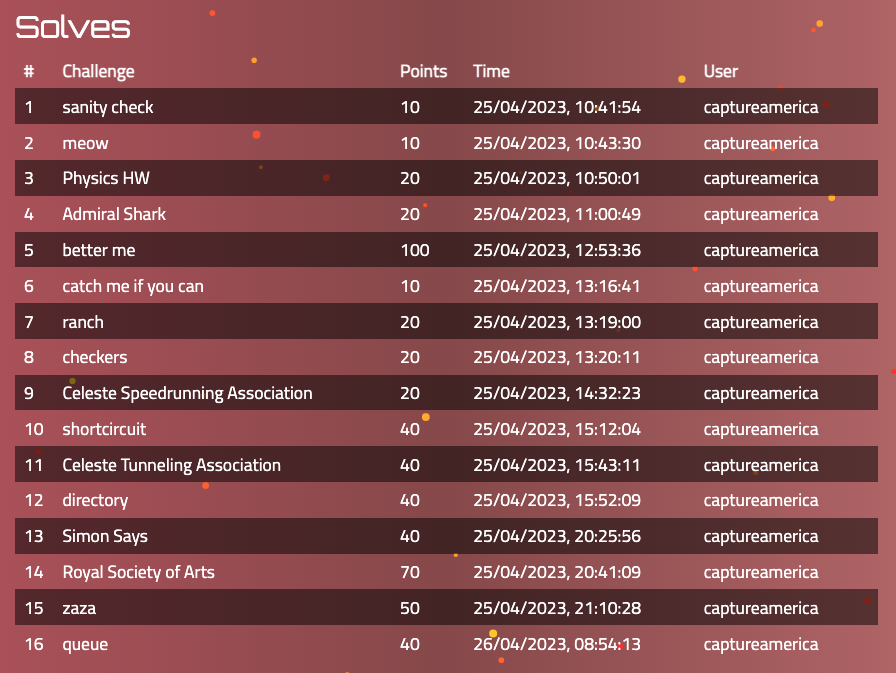 Solves
# Challenge Points Time User
1 sanity check 10 25/04/2023, 10:41:54 captureamerica
2 meow 10 25/04/2023, 10:43:30 captureamerica
3 Physics HW 20 25/04/2023, 10:50:01 captureamerica
4 Admiral Shark 20 25/04/2023, 11:00:49 captureamerica
5 better me 100 25/04/2023, 12:53:36 captureamerica
6 catch me if you can 10 25/04/2023, 13:16:41 captureamerica
7 ranch 20 25/04/2023, 13:19:00 captureamerica
8 checkers 20 25/04/2023, 13:20:11 captureamerica
9 Celeste Speedrunning Association 20 25/04/2023, 14:32:23 captureamerica
10 shortcircuit 40 25/04/2023, 15:12:04 captureamerica
11 Celeste Tunneling Association 40 25/04/2023, 15:43:11 captureamerica
12 directory 40 25/04/2023, 15:52:09 captureamerica
13 Simon Says 40 25/04/2023, 20:25:56 captureamerica
14 Royal Society of Arts 70 25/04/2023, 20:41:09 captureamerica
15 zaza 50 25/04/2023, 21:10:28 captureamerica
16 queue 40 26/04/2023, 08:54:13 captureamerica